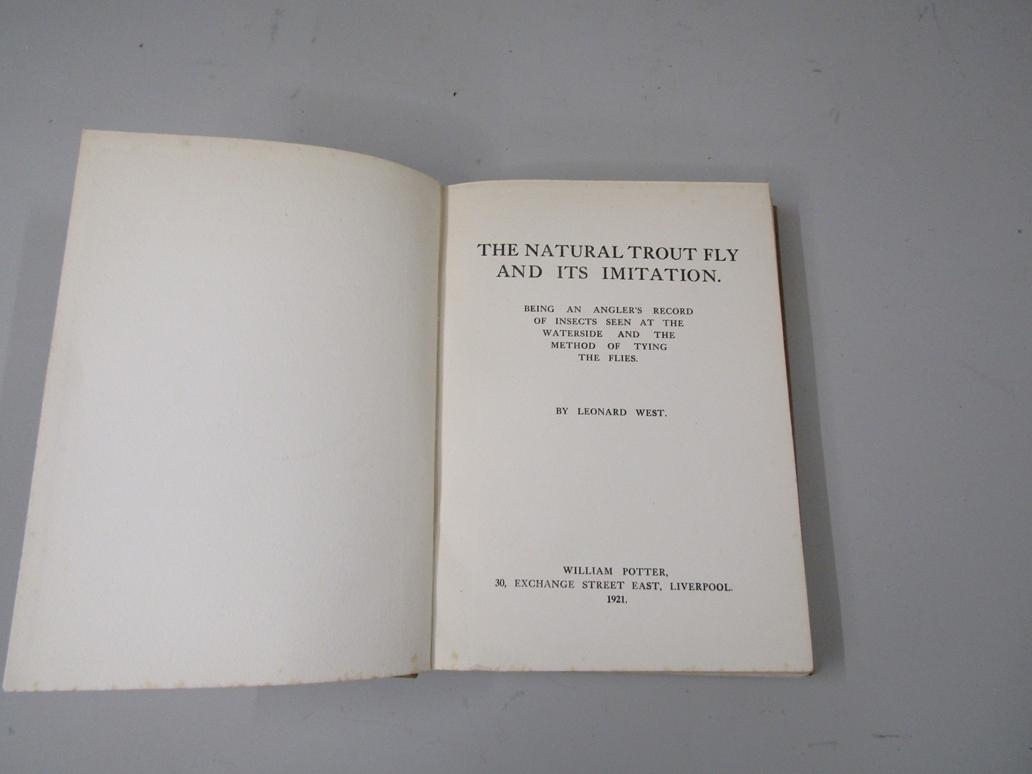 THE NATURAL TROUT FLY
AND ITS IMITATION.
BEING AN ANGLER'S RECORD
OF INSECTS SEEN AT THE
WATERSIDE AND THE
METHOD OF TYING
THE FLIES.
BY LEONARD WEST.
WILLIAM POTTER,
30, EXCHANGE STREET EAST, LIVERPOOL.
1921.